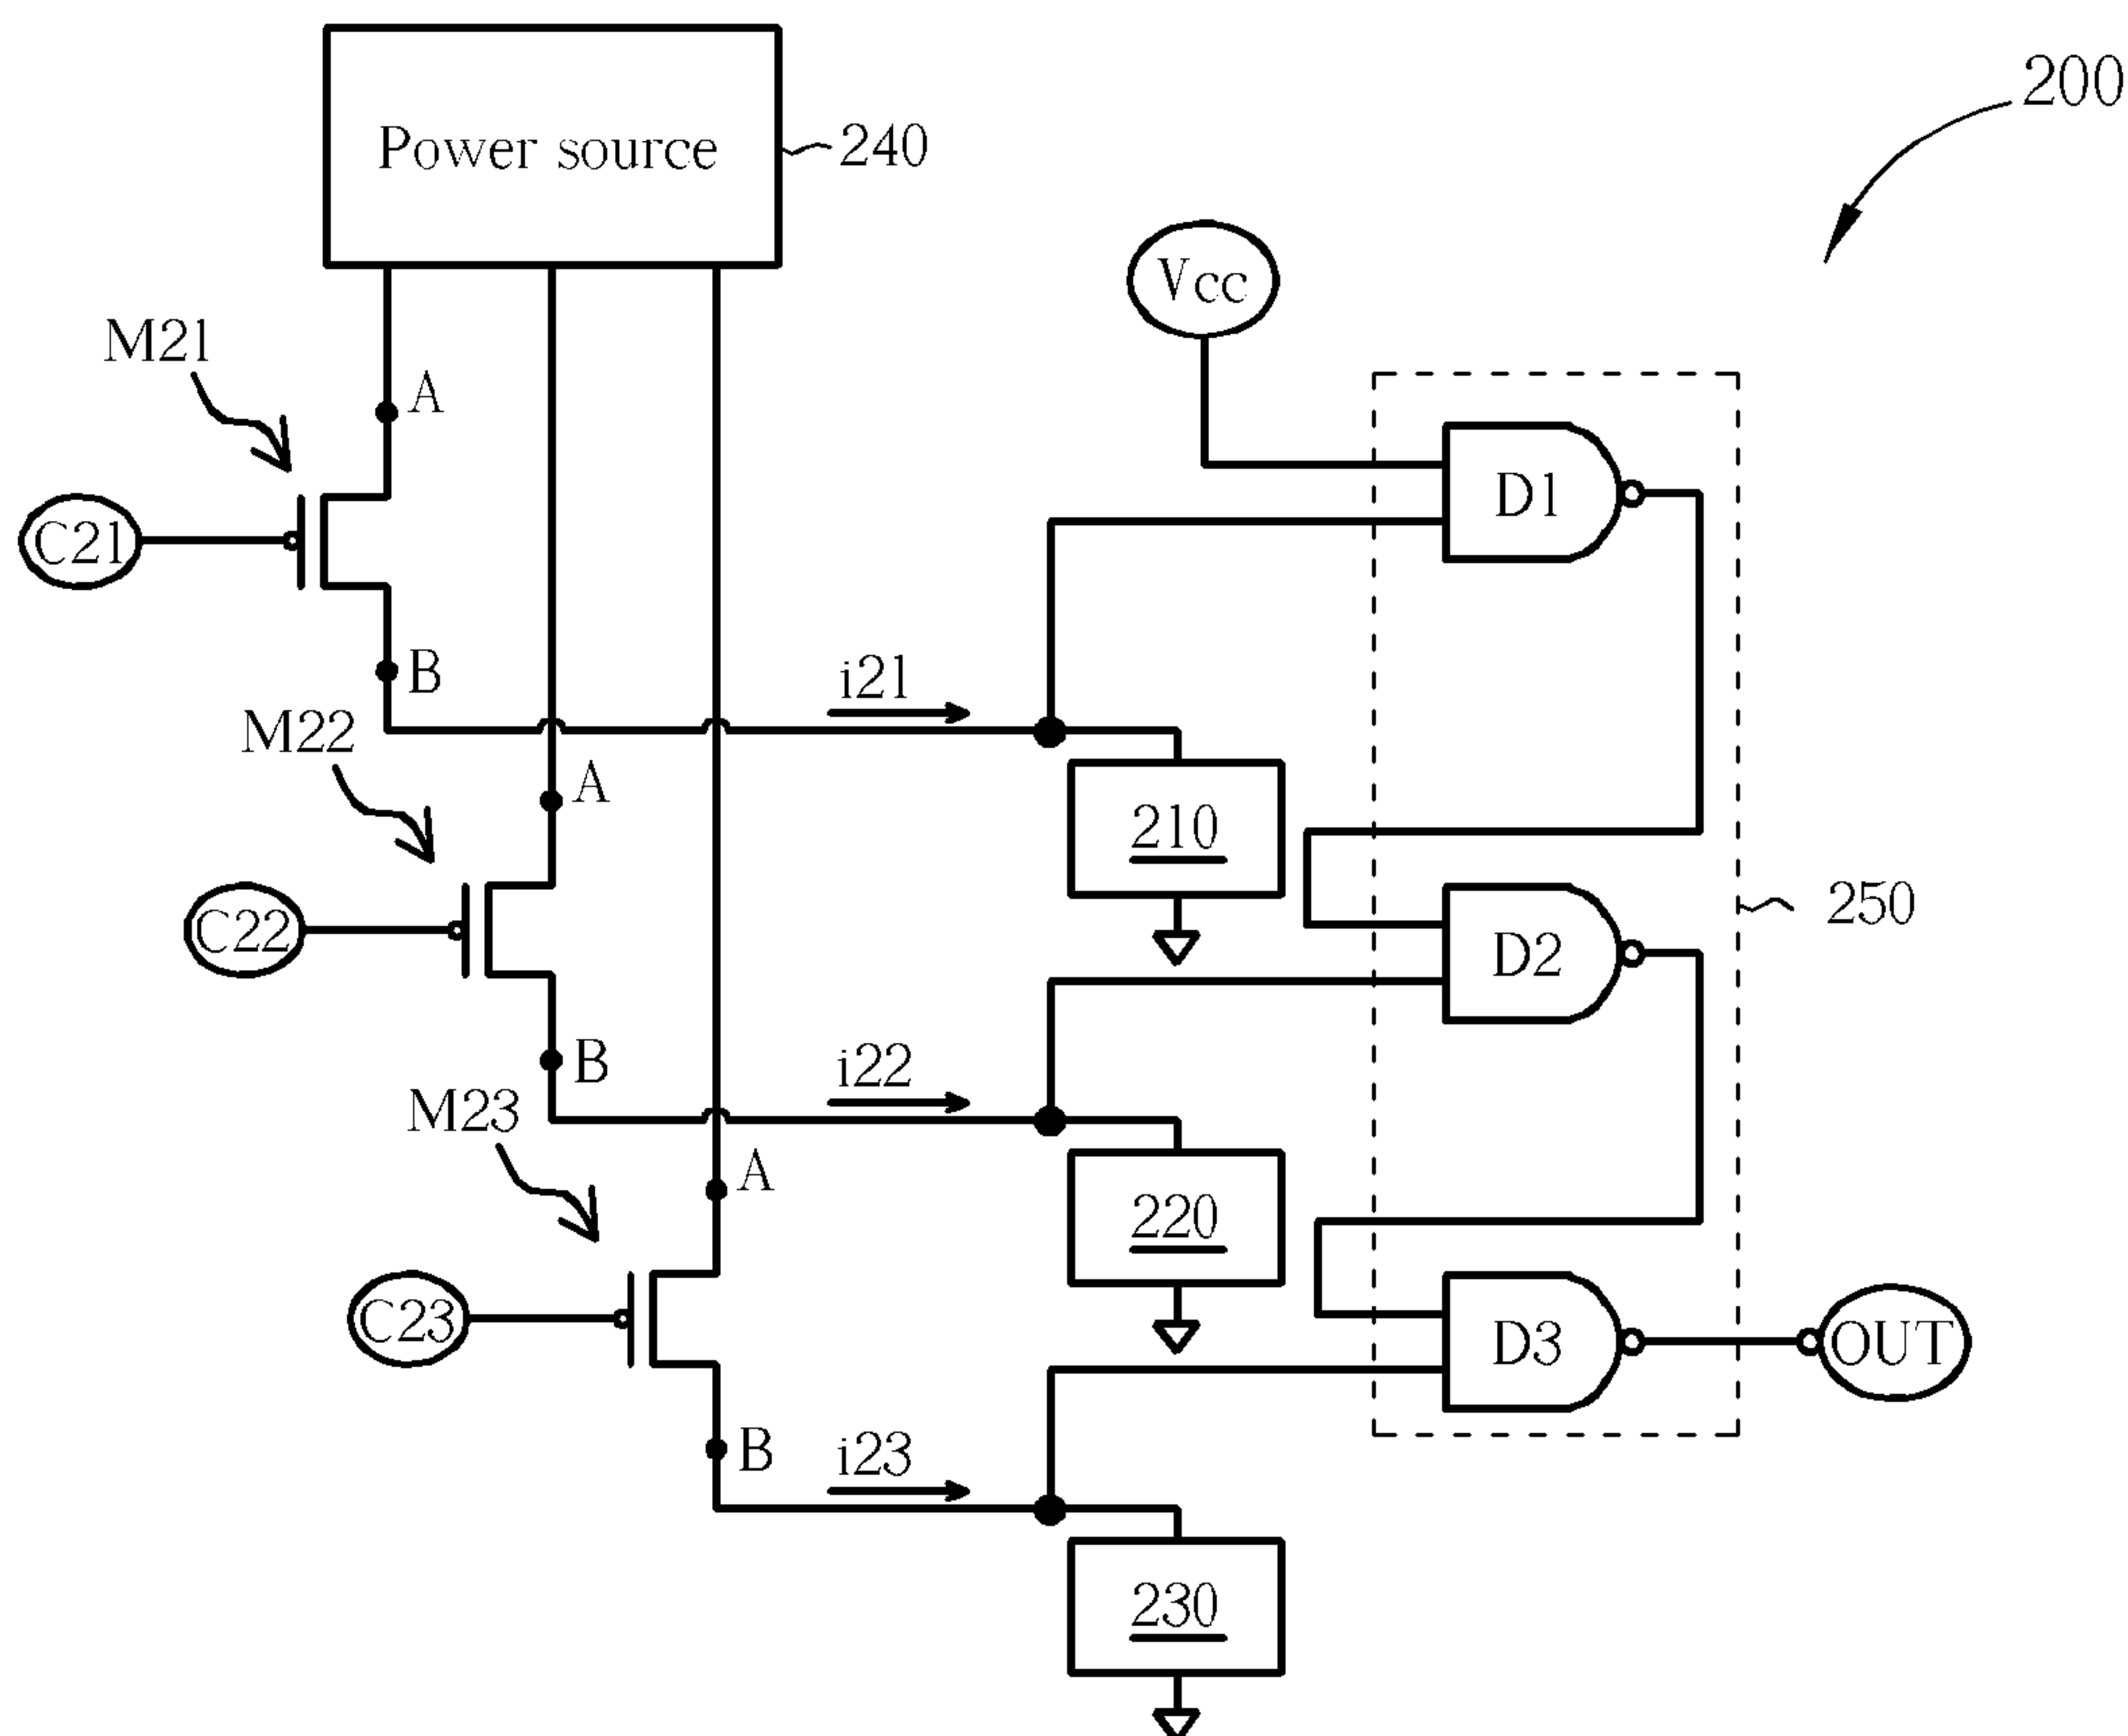 200
Power source
240
Vcc
M21
A
C21
D1
B
i21
M22
A
210
C22
250
D2
B
i22
M23
A
220
C23
D3
OUT
B
i23
230